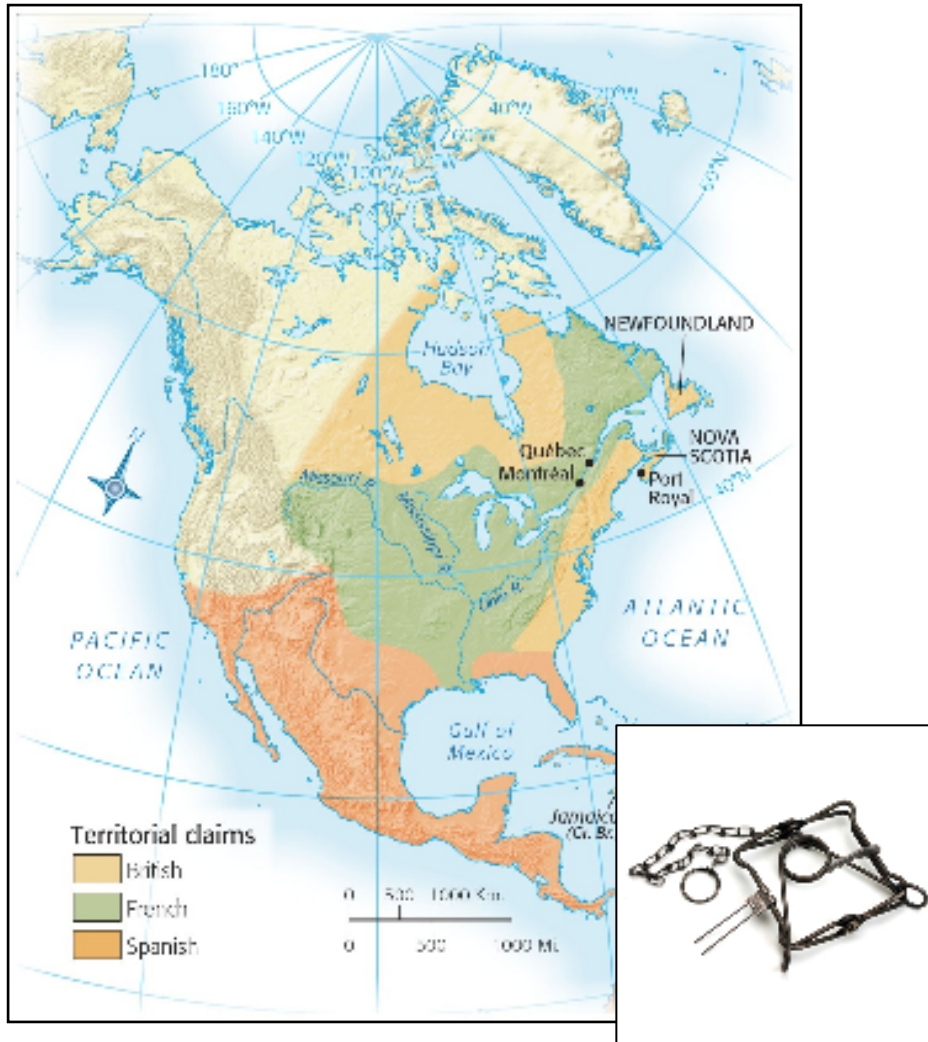 180°
160°W
140°W
120°W
100°W
60°W
40°W
20°W
NEWFOUNDLAND
Hudson
Bay
NOVA
SCOTIA
Québec
Montréal
Port
Royal
40°N
Missouri R.
Mississippi R.
Ohio R.
N
PACIFIC
OCEAN
ATLANTIC
OCEAN
Gulf of
Mexico
Jamaica
(Gr. Br.
Territorial claims
British
French
Spanish
0 500 1000 Km.
0 500 1000 Mi.